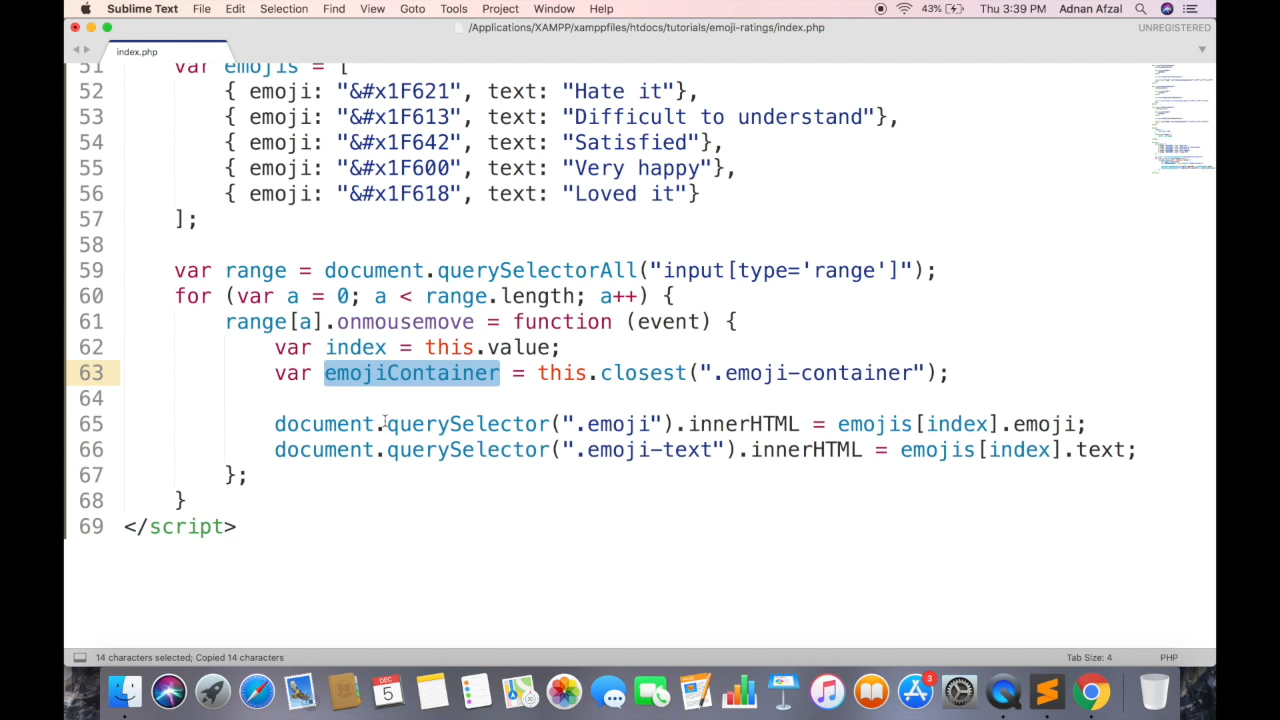 Sublime Text File Edit Selection Find View Goto Tools Project Window Help 43% Thu 3:39 PM Adnan Afzal
/Applications/XAMPP/xamppfiles/htdocs/tutorials/emoji-ratings/index.php UNREGISTERED
index.php
51 var emojis = [
52 { emoji: "&#x1F621", text: "Hate it"},
53 { emoji: "&#x1F613", text: "Difficult to understand"},
54 { emoji: "&#x1F642", text: "Satisfied"},
55 { emoji: "&#x1F600", text: "Very happy"},
56 { emoji: "&#x1F618", text: "Loved it"}
57 ];
58
59 var range = document.querySelectorAll("input[type='range']");
60 for (var a = 0; a < range.length; a++) {
61 range[a].onmousemove = function (event) {
62 var index = this.value;
63 var emojiContainer = this.closest(".emoji-container");
64
65 document.querySelector(".emoji").innerHTML = emojis[index].emoji;
66 document.querySelector(".emoji-text").innerHTML = emojis[index].text;
67 };
68 }
69 </script>
14 characters selected; Copied 14 characters Tab Size: 4 PHP
DEC
5
3